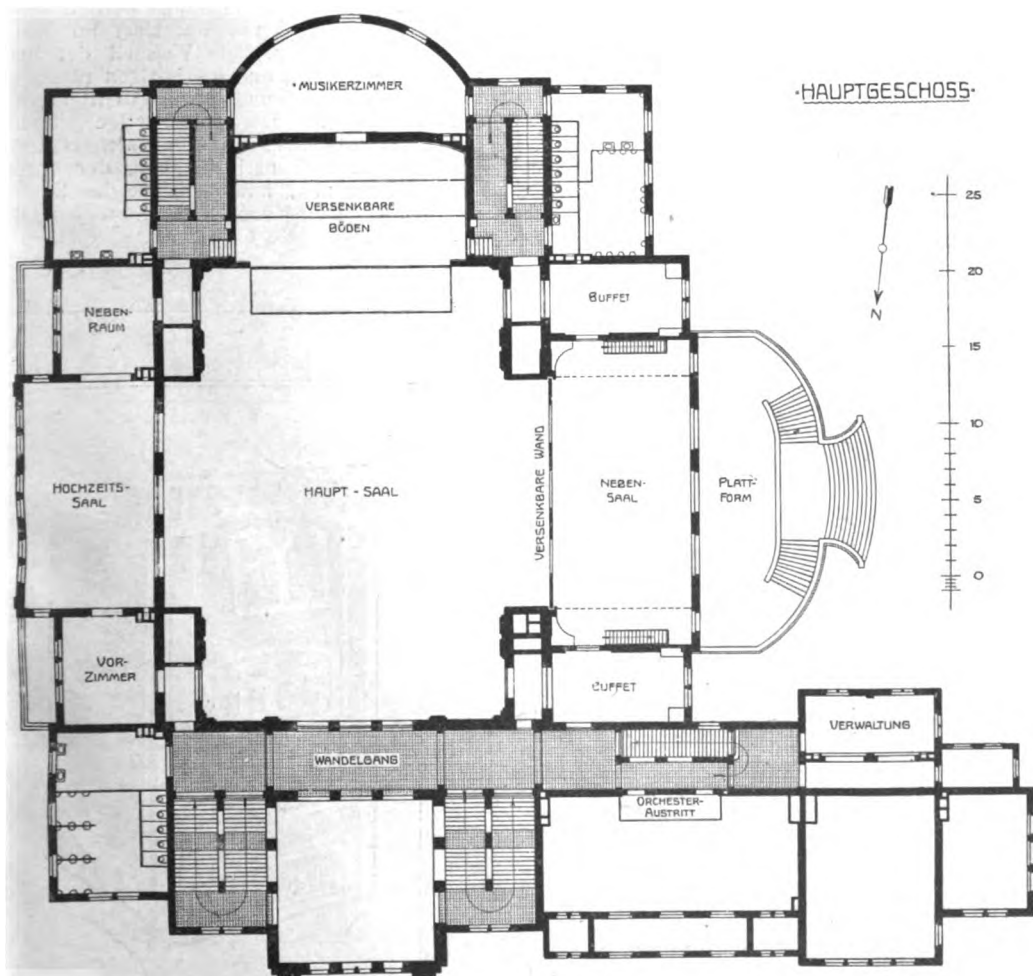 ·HAUPTGESCHOSS·
·MUSIKERZIMMER
VERSENKBARE
BÖDEN
N
25
20
15
10
5
0
NEBEN-
RAUM
BUFFET
HOCHZEITS-
SAAL
HAUPT - SAAL
VERSENKBARE WAND
NEBEN-
SAAL
PLATT-
FORM
VOR-
ZIMMER
BUFFET
VERWALTUNG
WANDELGANG
ORCHESTER-
AUSTRITT